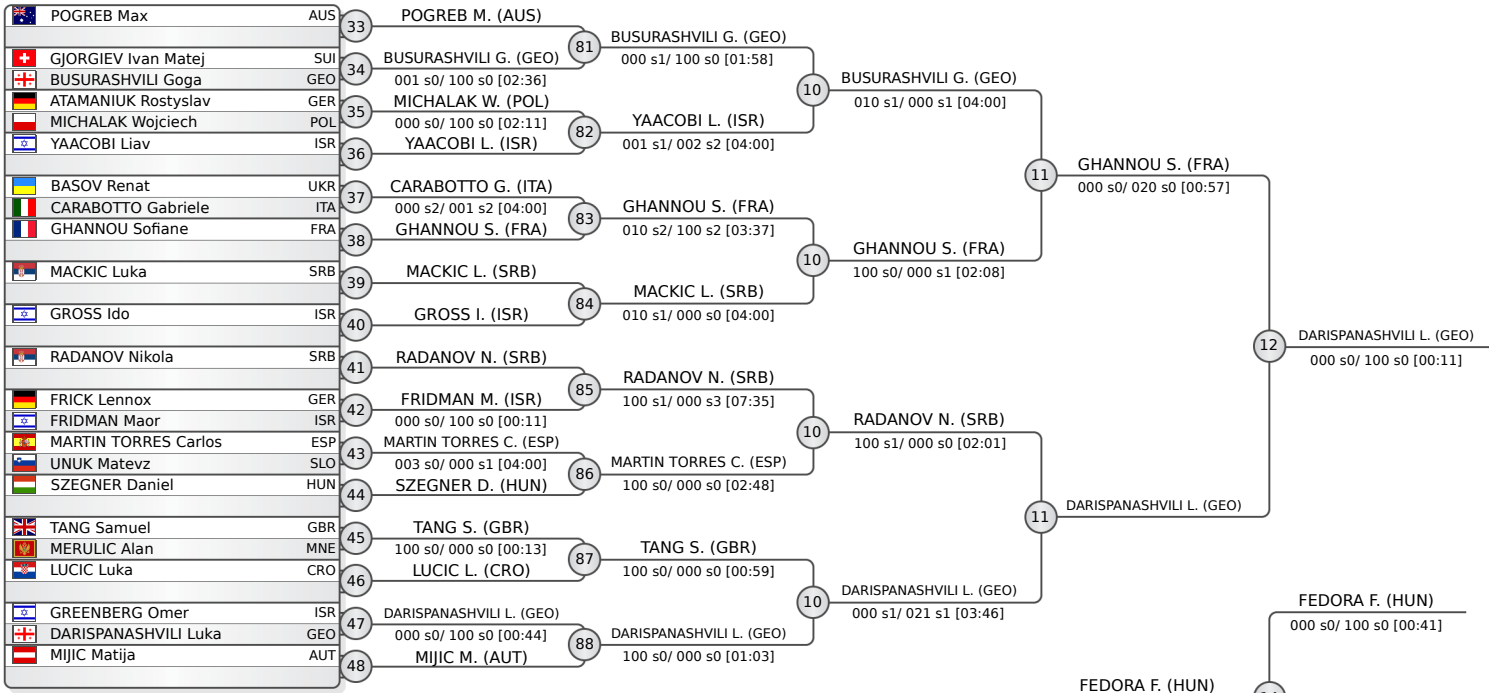 POGREB Max AUS
GJORGIEV Ivan Matej SUI
BUSURASHVILI Goga GEO
ATAMANIUK Rostyslav GER
MICHALAK Wojciech POL
YAACOBI Liav ISR
BASOV Renat UKR
CARABOTTO Gabriele ITA
GHANNOU Sofiane FRA
MACKIC Luka SRB
GROSS Ido ISR
RADANOV Nikola SRB
FRICK Lennox GER
FRIDMAN Maor ISR
MARTIN TORRES Carlos ESP
UNUK Matevz SLO
SZEGNER Daniel HUN
TANG Samuel GBR
MERULIC Alan MNE
LUCIC Luka CRO
GREENBERG Omer ISR
DARISPANASHVILI Luka GEO
MIJIC Matija AUT
33
34
35
36
37
38
39
40
41
42
43
44
45
46
47
48
POGREB M. (AUS)
BUSURASHVILI G. (GEO)
001 s0/ 100 s0 [02:36]
MICHALAK W. (POL)
000 s0/ 100 s0 [02:11]
YAACOBI L. (ISR)
CARABOTTO G. (ITA)
000 s2/ 001 s2 [04:00]
GHANNOU S. (FRA)
MACKIC L. (SRB)
GROSS I. (ISR)
RADANOV N. (SRB)
FRIDMAN M. (ISR)
000 s0/ 100 s0 [00:11]
MARTIN TORRES C. (ESP)
003 s0/ 000 s1 [04:00]
SZEGNER D. (HUN)
TANG S. (GBR)
100 s0/ 000 s0 [00:13]
LUCIC L. (CRO)
DARISPANASHVILI L. (GEO)
000 s0/ 100 s0 [00:44]
MIJIC M. (AUT)
81
82
83
84
85
86
87
88
BUSURASHVILI G. (GEO)
000 s1/ 100 s0 [01:58]
YAACOBI L. (ISR)
001 s1/ 002 s2 [04:00]
GHANNOU S. (FRA)
010 s2/ 100 s2 [03:37]
MACKIC L. (SRB)
010 s1/ 000 s0 [04:00]
RADANOV N. (SRB)
100 s1/ 000 s3 [07:35]
MARTIN TORRES C. (ESP)
100 s0/ 000 s0 [02:48]
TANG S. (GBR)
100 s0/ 000 s0 [00:59]
DARISPANASHVILI L. (GEO)
100 s0/ 000 s0 [01:03]
10
10
10
10
BUSURASHVILI G. (GEO)
010 s1/ 000 s1 [04:00]
GHANNOU S. (FRA)
100 s0/ 000 s1 [02:08]
RADANOV N. (SRB)
100 s1/ 000 s0 [02:01]
DARISPANASHVILI L. (GEO)
000 s1/ 021 s1 [03:46]
11
11
GHANNOU S. (FRA)
000 s0/ 020 s0 [00:57]
DARISPANASHVILI L. (GEO)
12
DARISPANASHVILI L. (GEO)
000 s0/ 100 s0 [00:11]
FEDORA F. (HUN)
000 s0/ 100 s0 [00:41]
FEDORA F. (HUN)